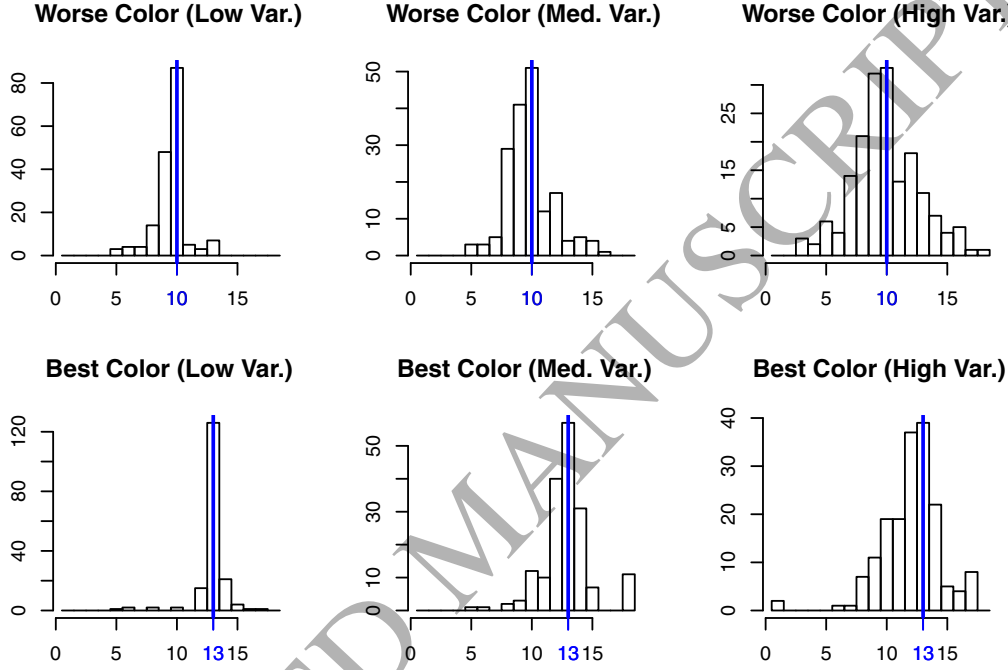 Worse Color (Low Var.)
Worse Color (Med. Var.)
Worse Color (High Var.
0 20 40 60 80
0 5 10 15
0 10 30 50
0 5 10 15
0 5 15 25
0 5 10 15
Best Color (Low Var.)
Best Color (Med. Var.)
Best Color (High Var.)
0 40 80 120
0 5 10 13 15
0 10 30 50
0 5 10 13 15
0 10 20 30 40
0 5 10 13 15
ED MANUSCRIPT